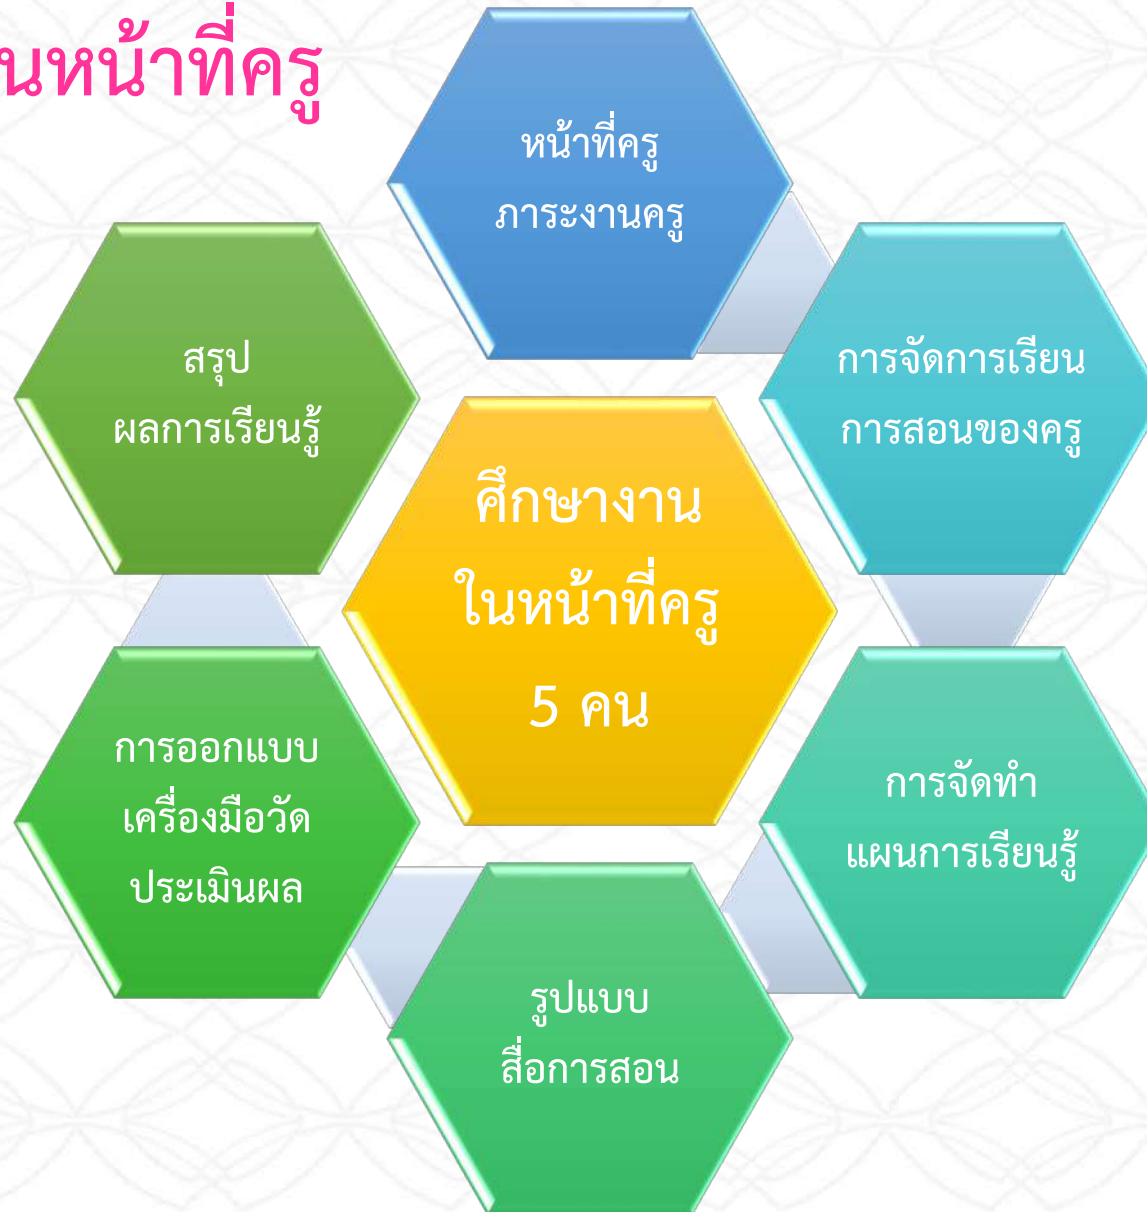 นหน้าที่ครู
หน้าที่ครู
ภาระงานครู
การจัดการเรียน
การสอนของครู
การจัดทำ
แผนการเรียนรู้
รูปแบบ
สื่อการสอน
การออกแบบ
เครื่องมือวัด
ประเมินผล
สรุป
ผลการเรียนรู้
ศึกษางาน
ในหน้าที่ครู
5 คน